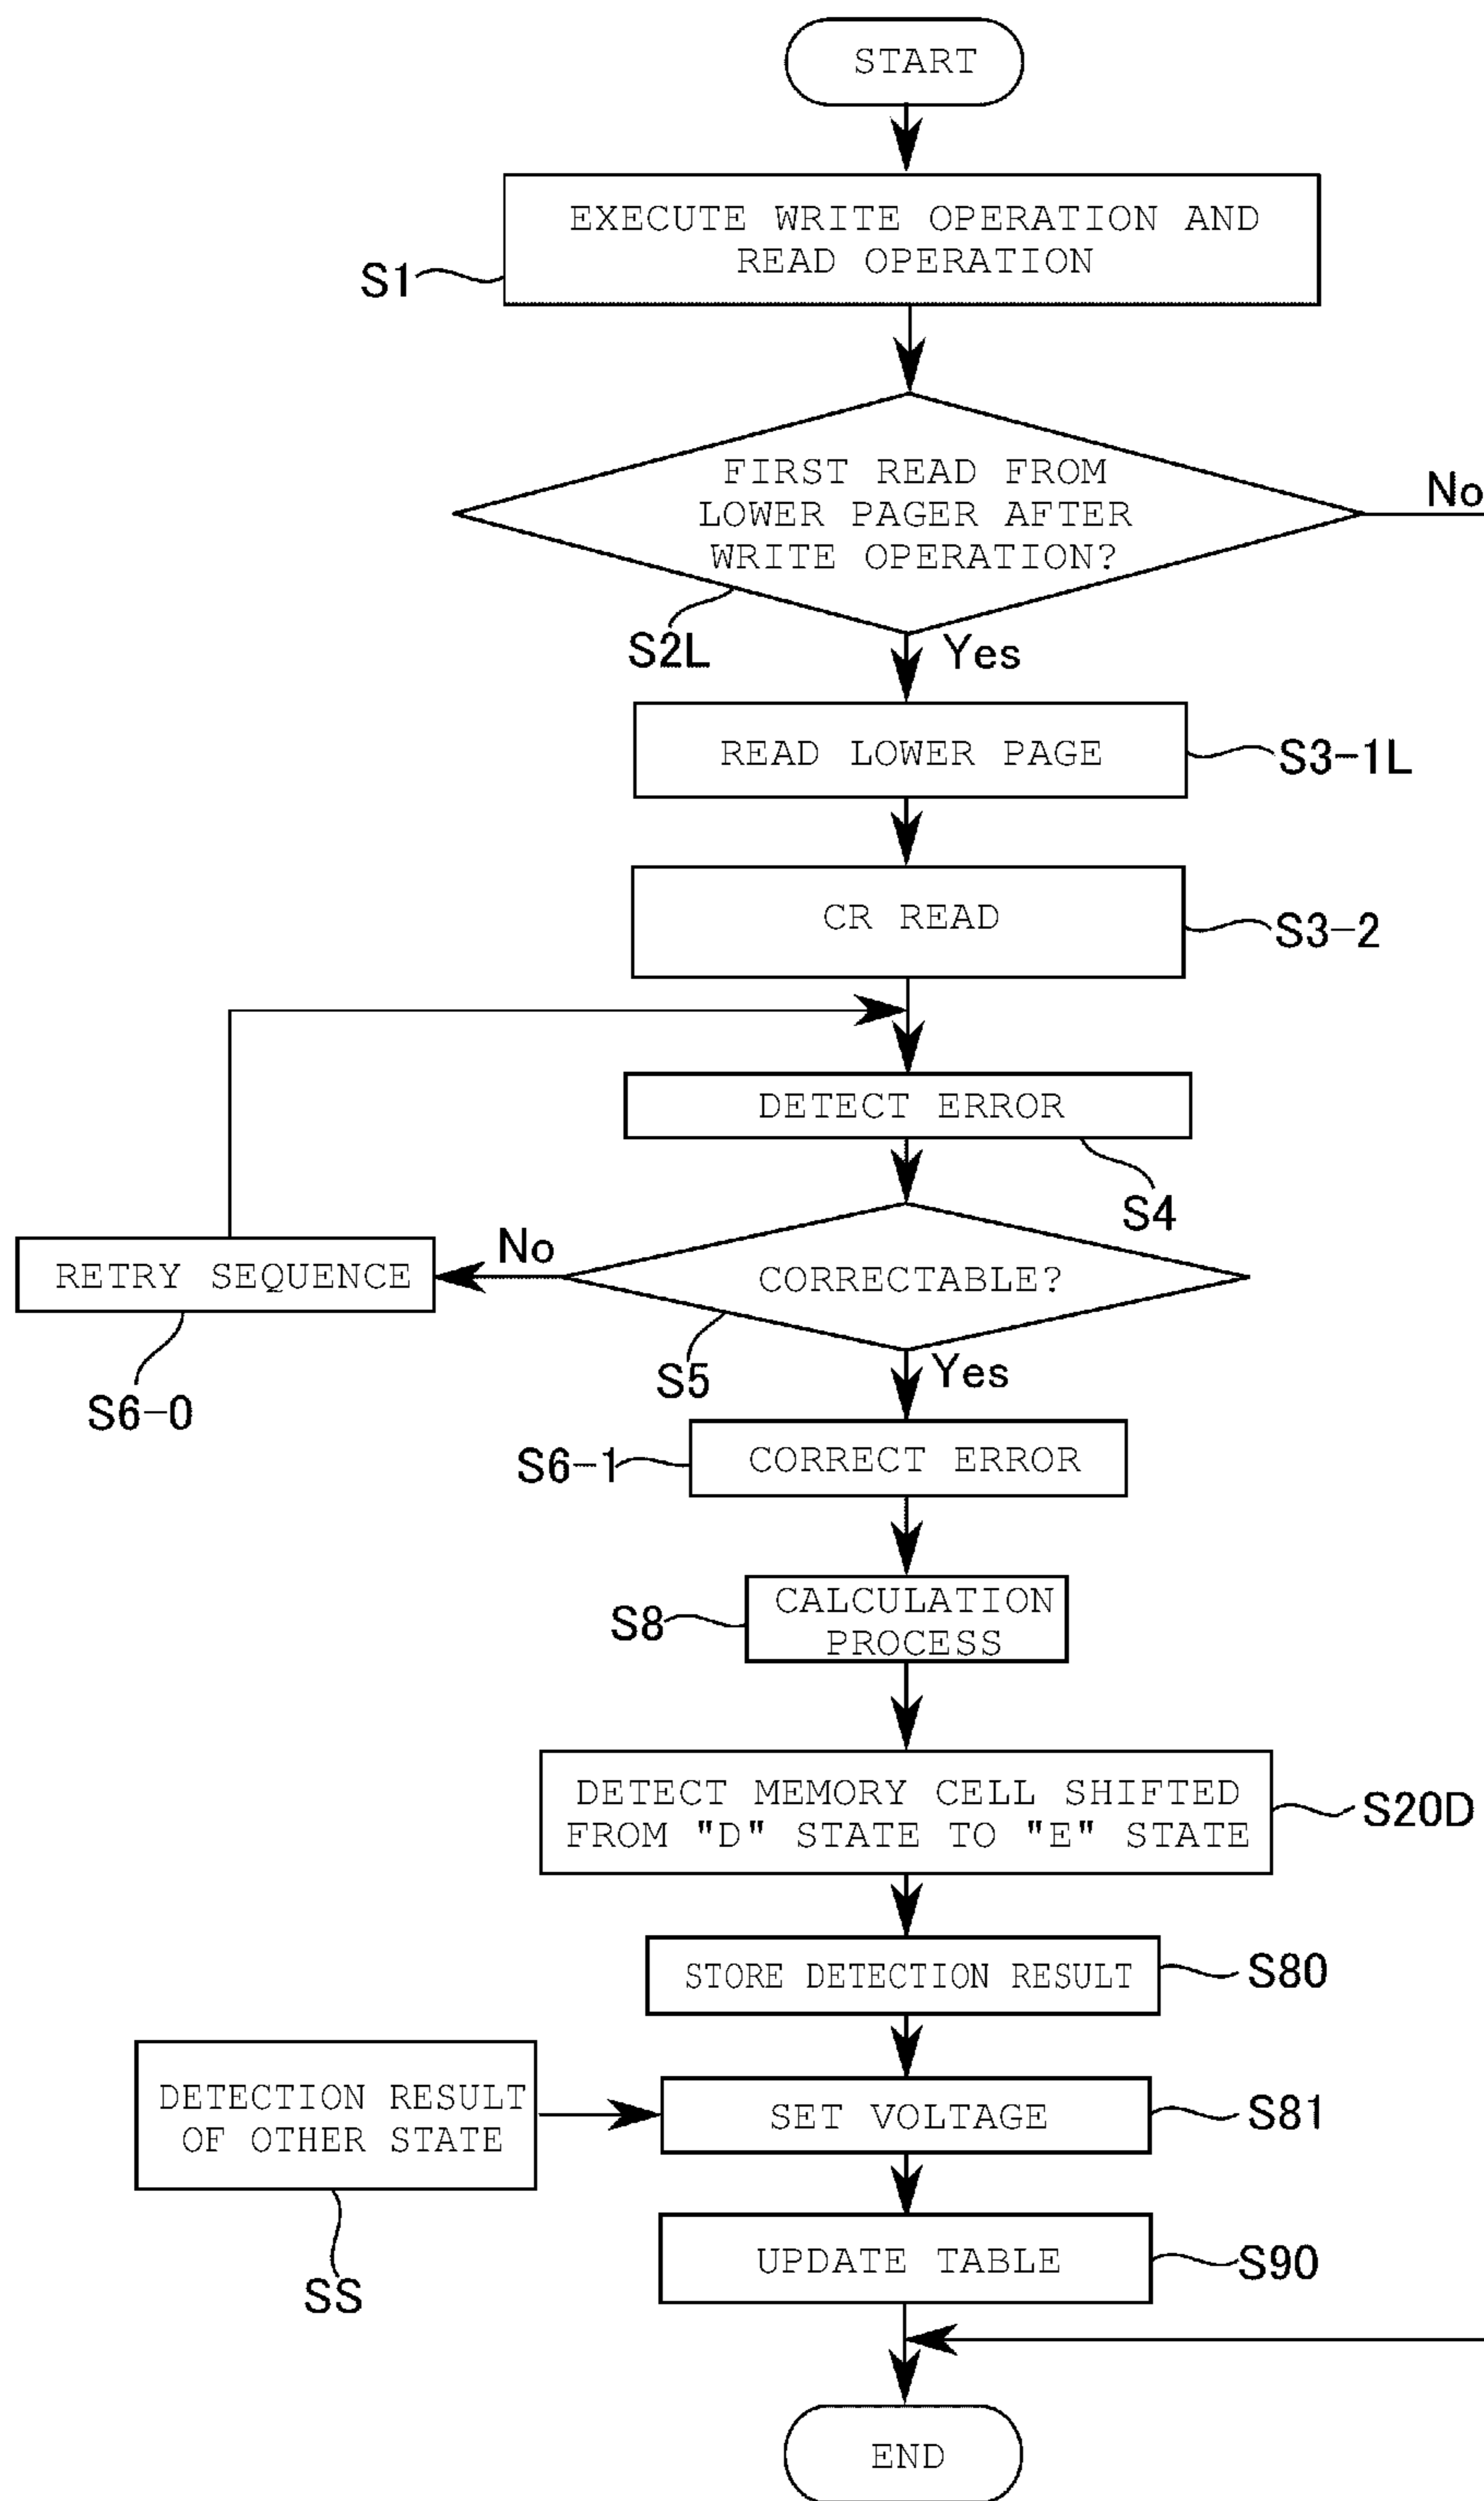 START
EXECUTE WRITE OPERATION AND
READ OPERATION
S1
FIRST READ FROM
LOWER PAGER AFTER
WRITE OPERATION?
No
S2L
Yes
READ LOWER PAGE
S3-1L
CR READ
S3-2
DETECT ERROR
S4
CORRECTABLE?
No
RETRY SEQUENCE
S5
Yes
S6-0
S6-1
CORRECT ERROR
S8
CALCULATION
PROCESS
DETECT MEMORY CELL SHIFTED
FROM "D" STATE TO "E" STATE
S20D
STORE DETECTION RESULT
S80
DETECTION RESULT
OF OTHER STATE
SET VOLTAGE
S81
SS
UPDATE TABLE
S90
END